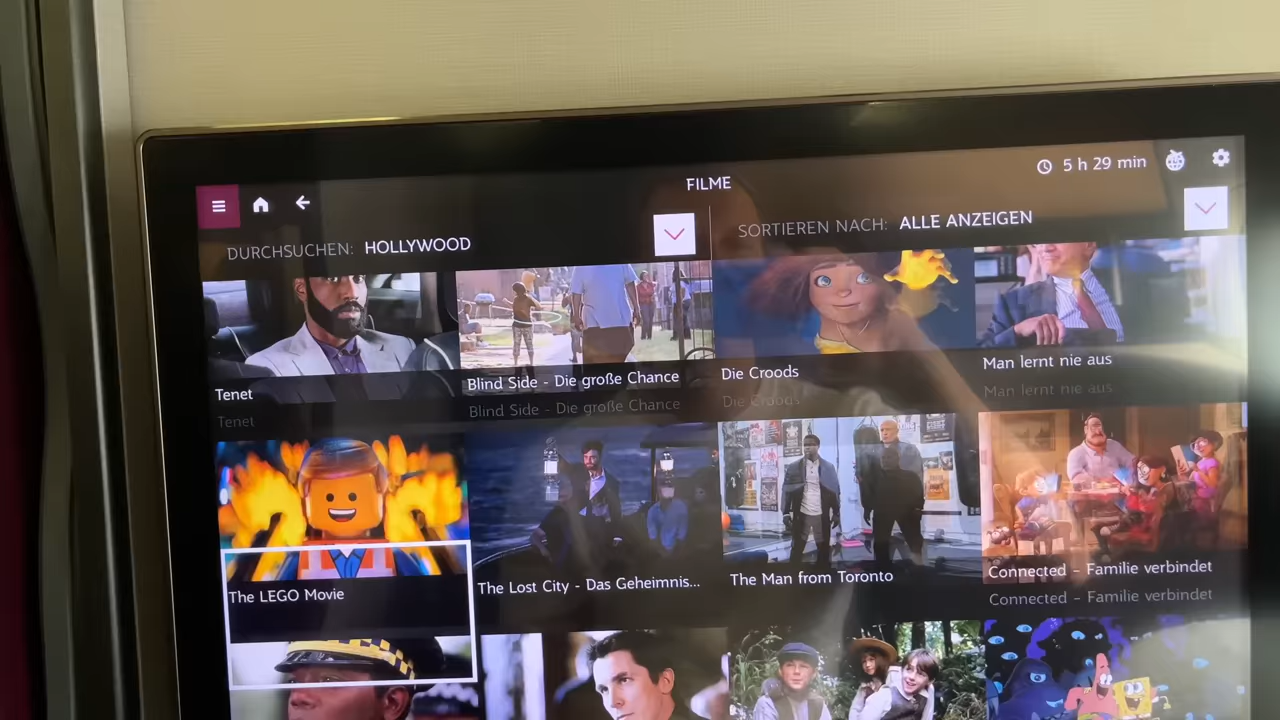 5 h 29 min
FILME
DURCHSUCHEN: HOLLYWOOD
SORTIEREN NACH: ALLE ANZEIGEN
Tenet
Tenet
Blind Side - Die große Chance
Blind Side - Die große Chance
Die Croods
Die Croods
Man lernt nie aus
Man lernt nie aus
The LEGO Movie
The Lost City - Das Geheimnis...
The Man from Toronto
Connected - Familie verbindet
Connected - Familie verbindet